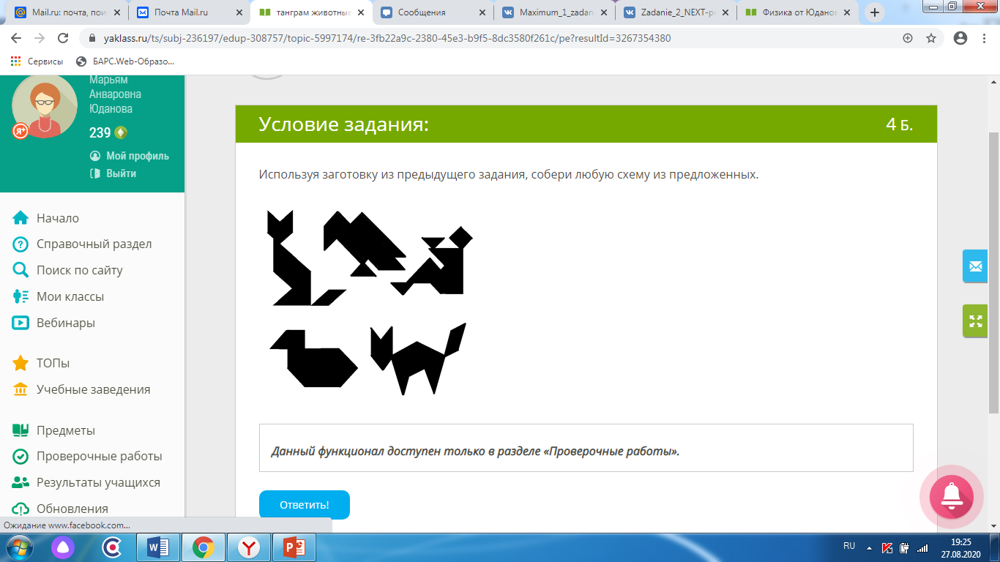 Mail.ru: почта, пои
Почта Mail.ru
танграм животные
Сообщения
Maximum_1_zadan
Zadanie_2_NEXT-p
Физика от Юданов
yaklass.ru/ts/subj-236197/edup-308757/topic-5997174/re-3fb22a9c-2380-45e3-b9f5-8dc3580f261c/pe?resultId=3267354380
Сервисы
БАРС.Web-Образо...
Марьям
Анваровна
Юданова
Я+
239
Мой профиль
Выйти
Начало
Справочный раздел
Поиск по сайту
Мои классы
Вебинары
ТОПы
Учебные заведения
Предметы
Проверочные работы
Результаты учащихся
Обновления
Условие задания:
4 Б.
Используя заготовку из предыдущего задания, собери любую схему из предложенных.
Данный функционал доступен только в разделе «Проверочные работы».
Ответить!
Ожидание www.facebook.com...
RU
19:25
27.08.2020